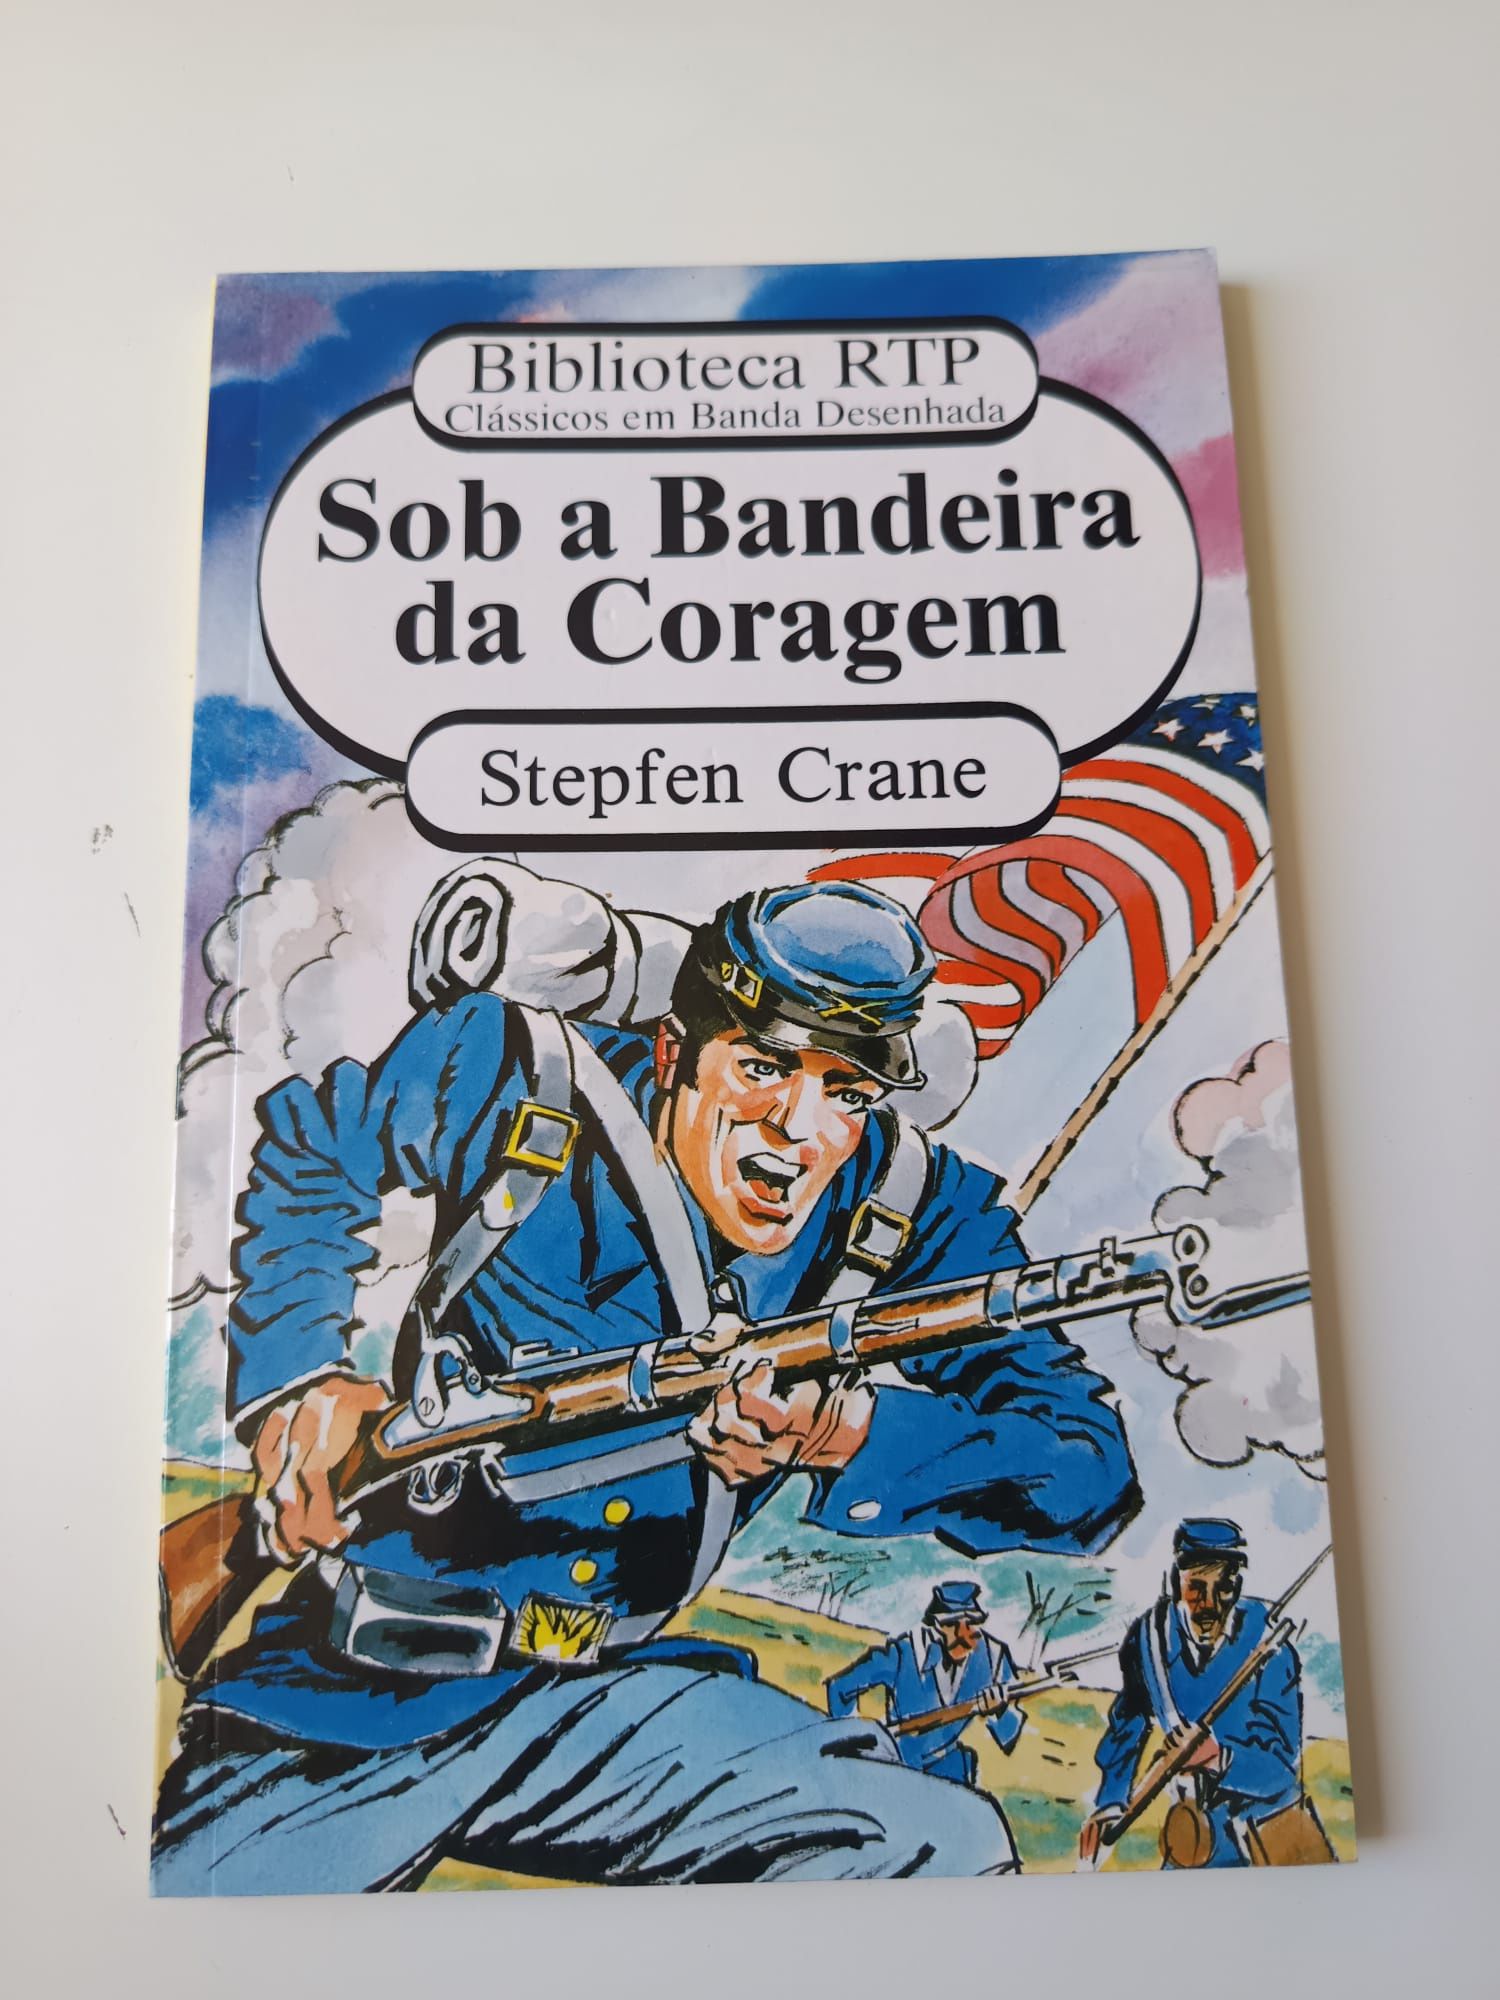 Biblioteca RTP
Clássicos em Banda Desenhada
Sob a Bandeira
da Coragem
Stepfen Crane